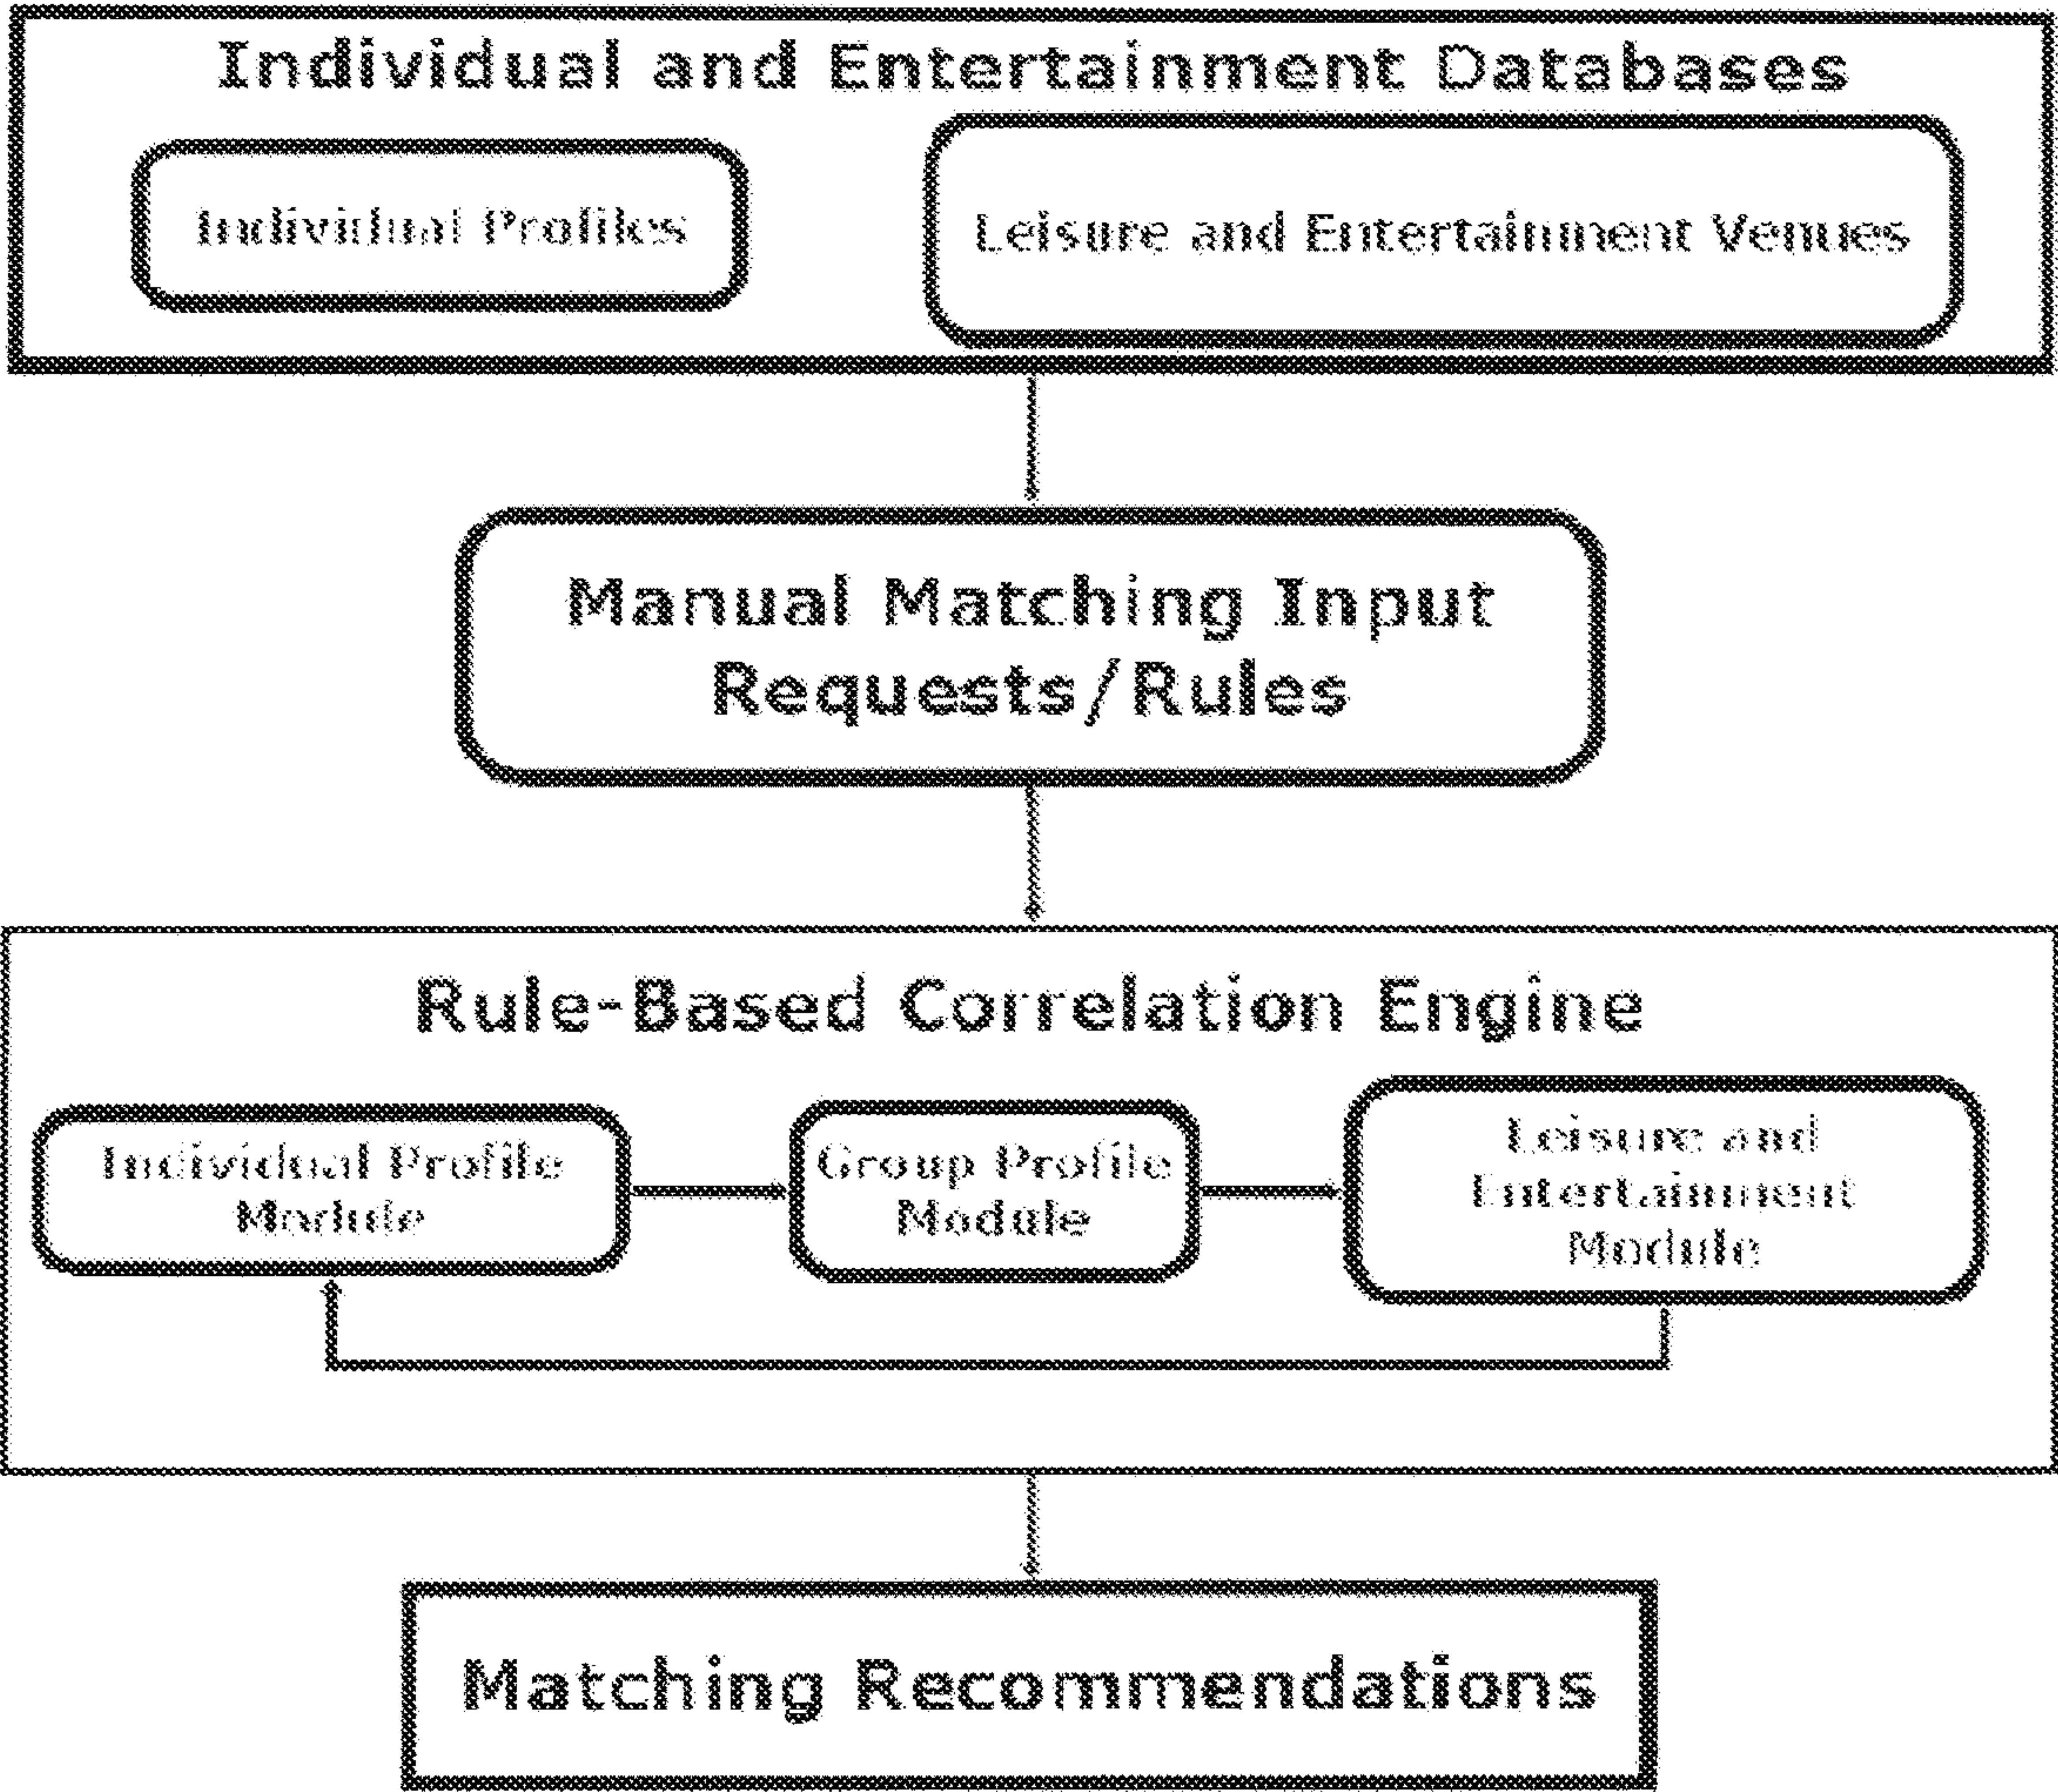 Individual and Entertainment Databases
Individual Profiles
Leisure and Entertainment Venues
Manual Matching Input
Requests/Rules
Rule-Based Correlation Engine
Individual Profile
Module
Group Profile
Module
Leisure and
Entertainment
Module
Matching Recommendations